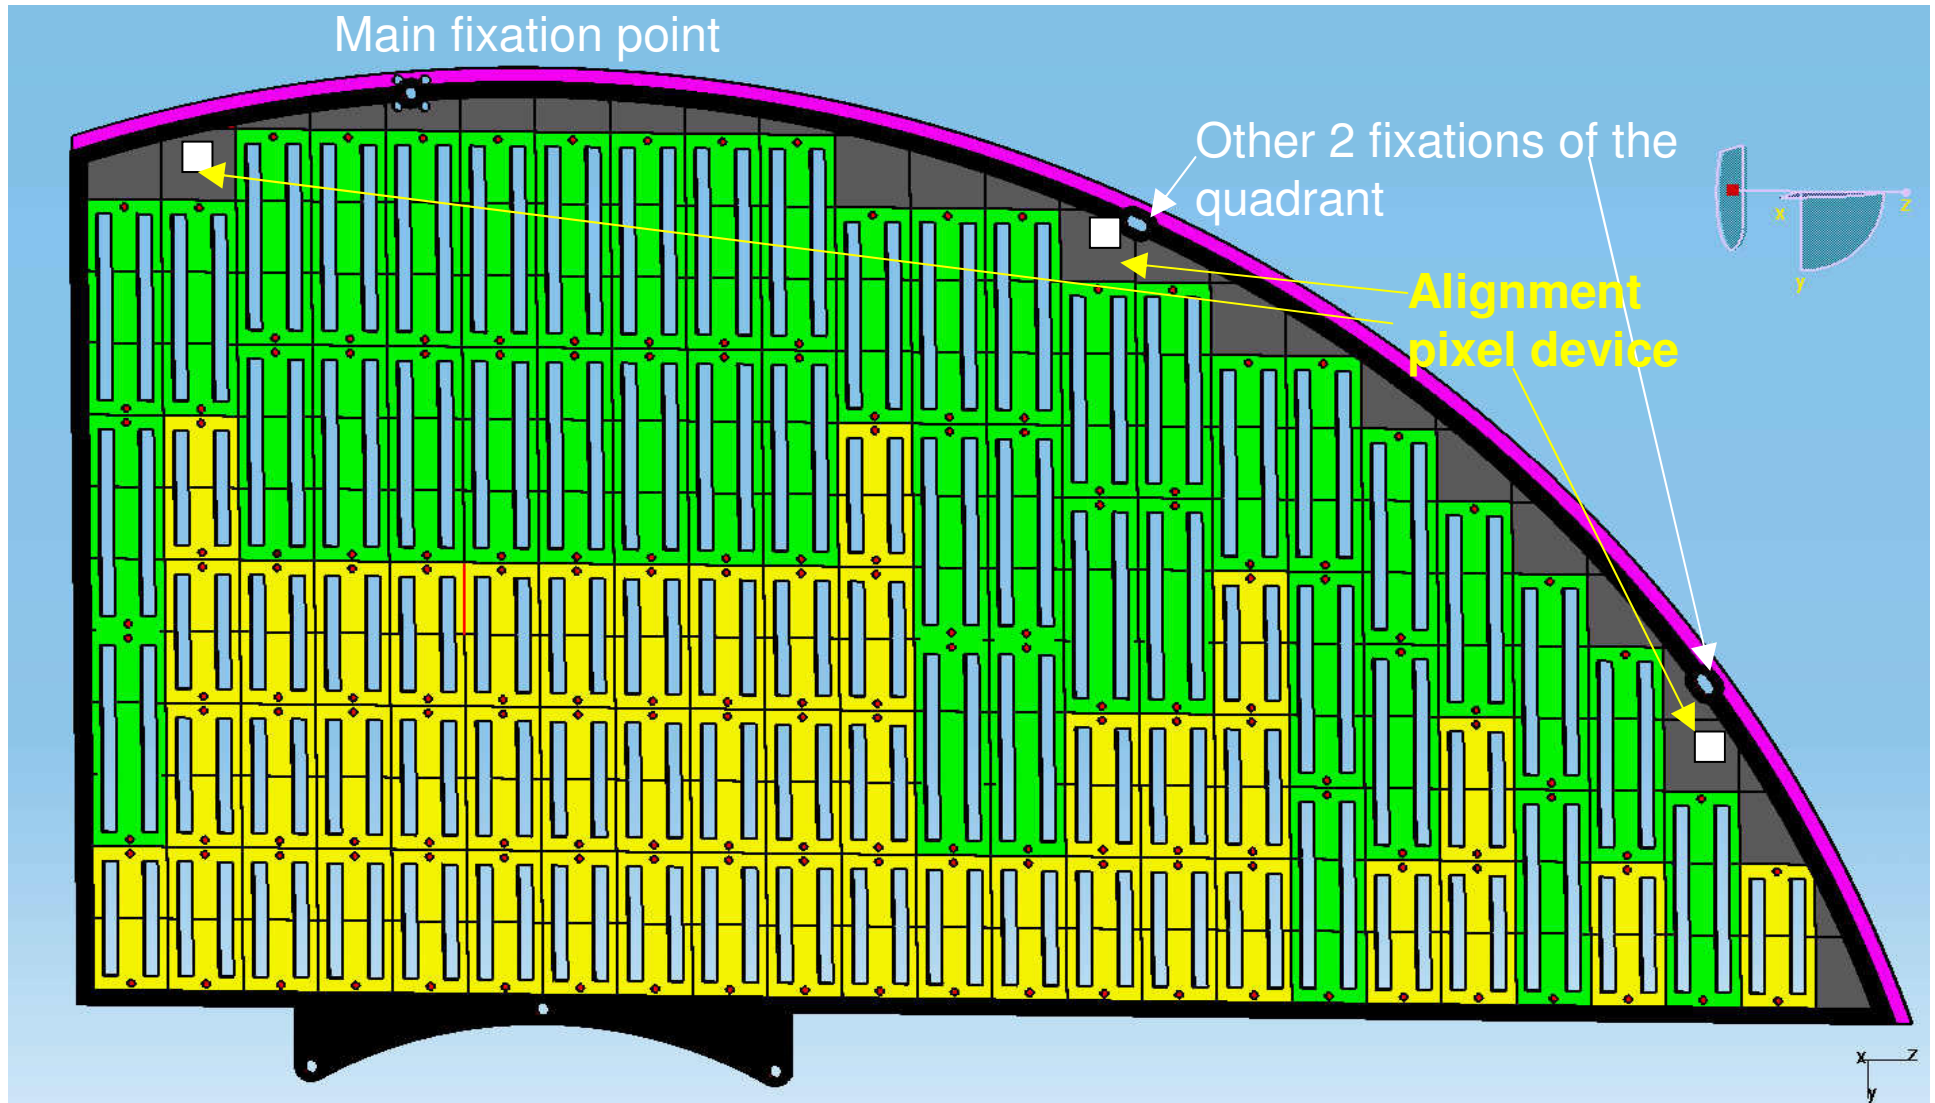 Main fixation point
Other 2 fixations of the
quadrant
Alignment
pixel device
x
z
y
x
z
y